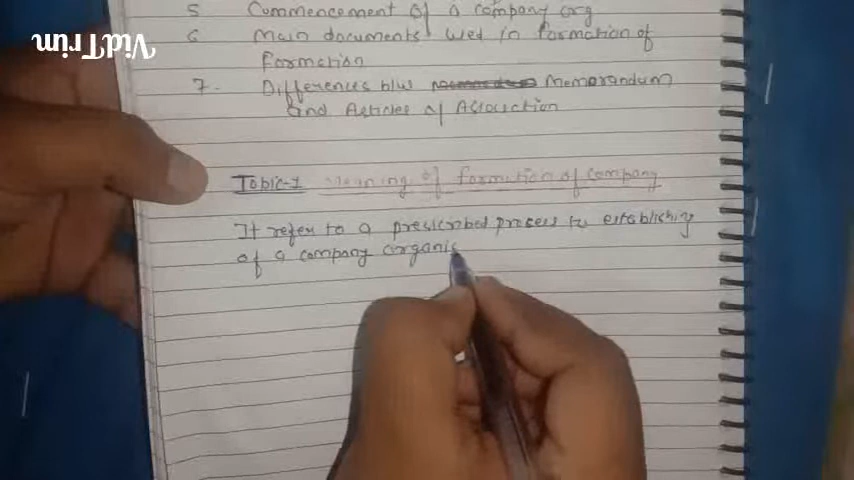 VidTrim
5 Commencement of a company org
6 Main documents used in formation of
formation
7. Differences b/w Memorandum
and Articles of Association
Topic-1 Meaning of formation of company
It refer to a prescribed process to establishing
of a company organis